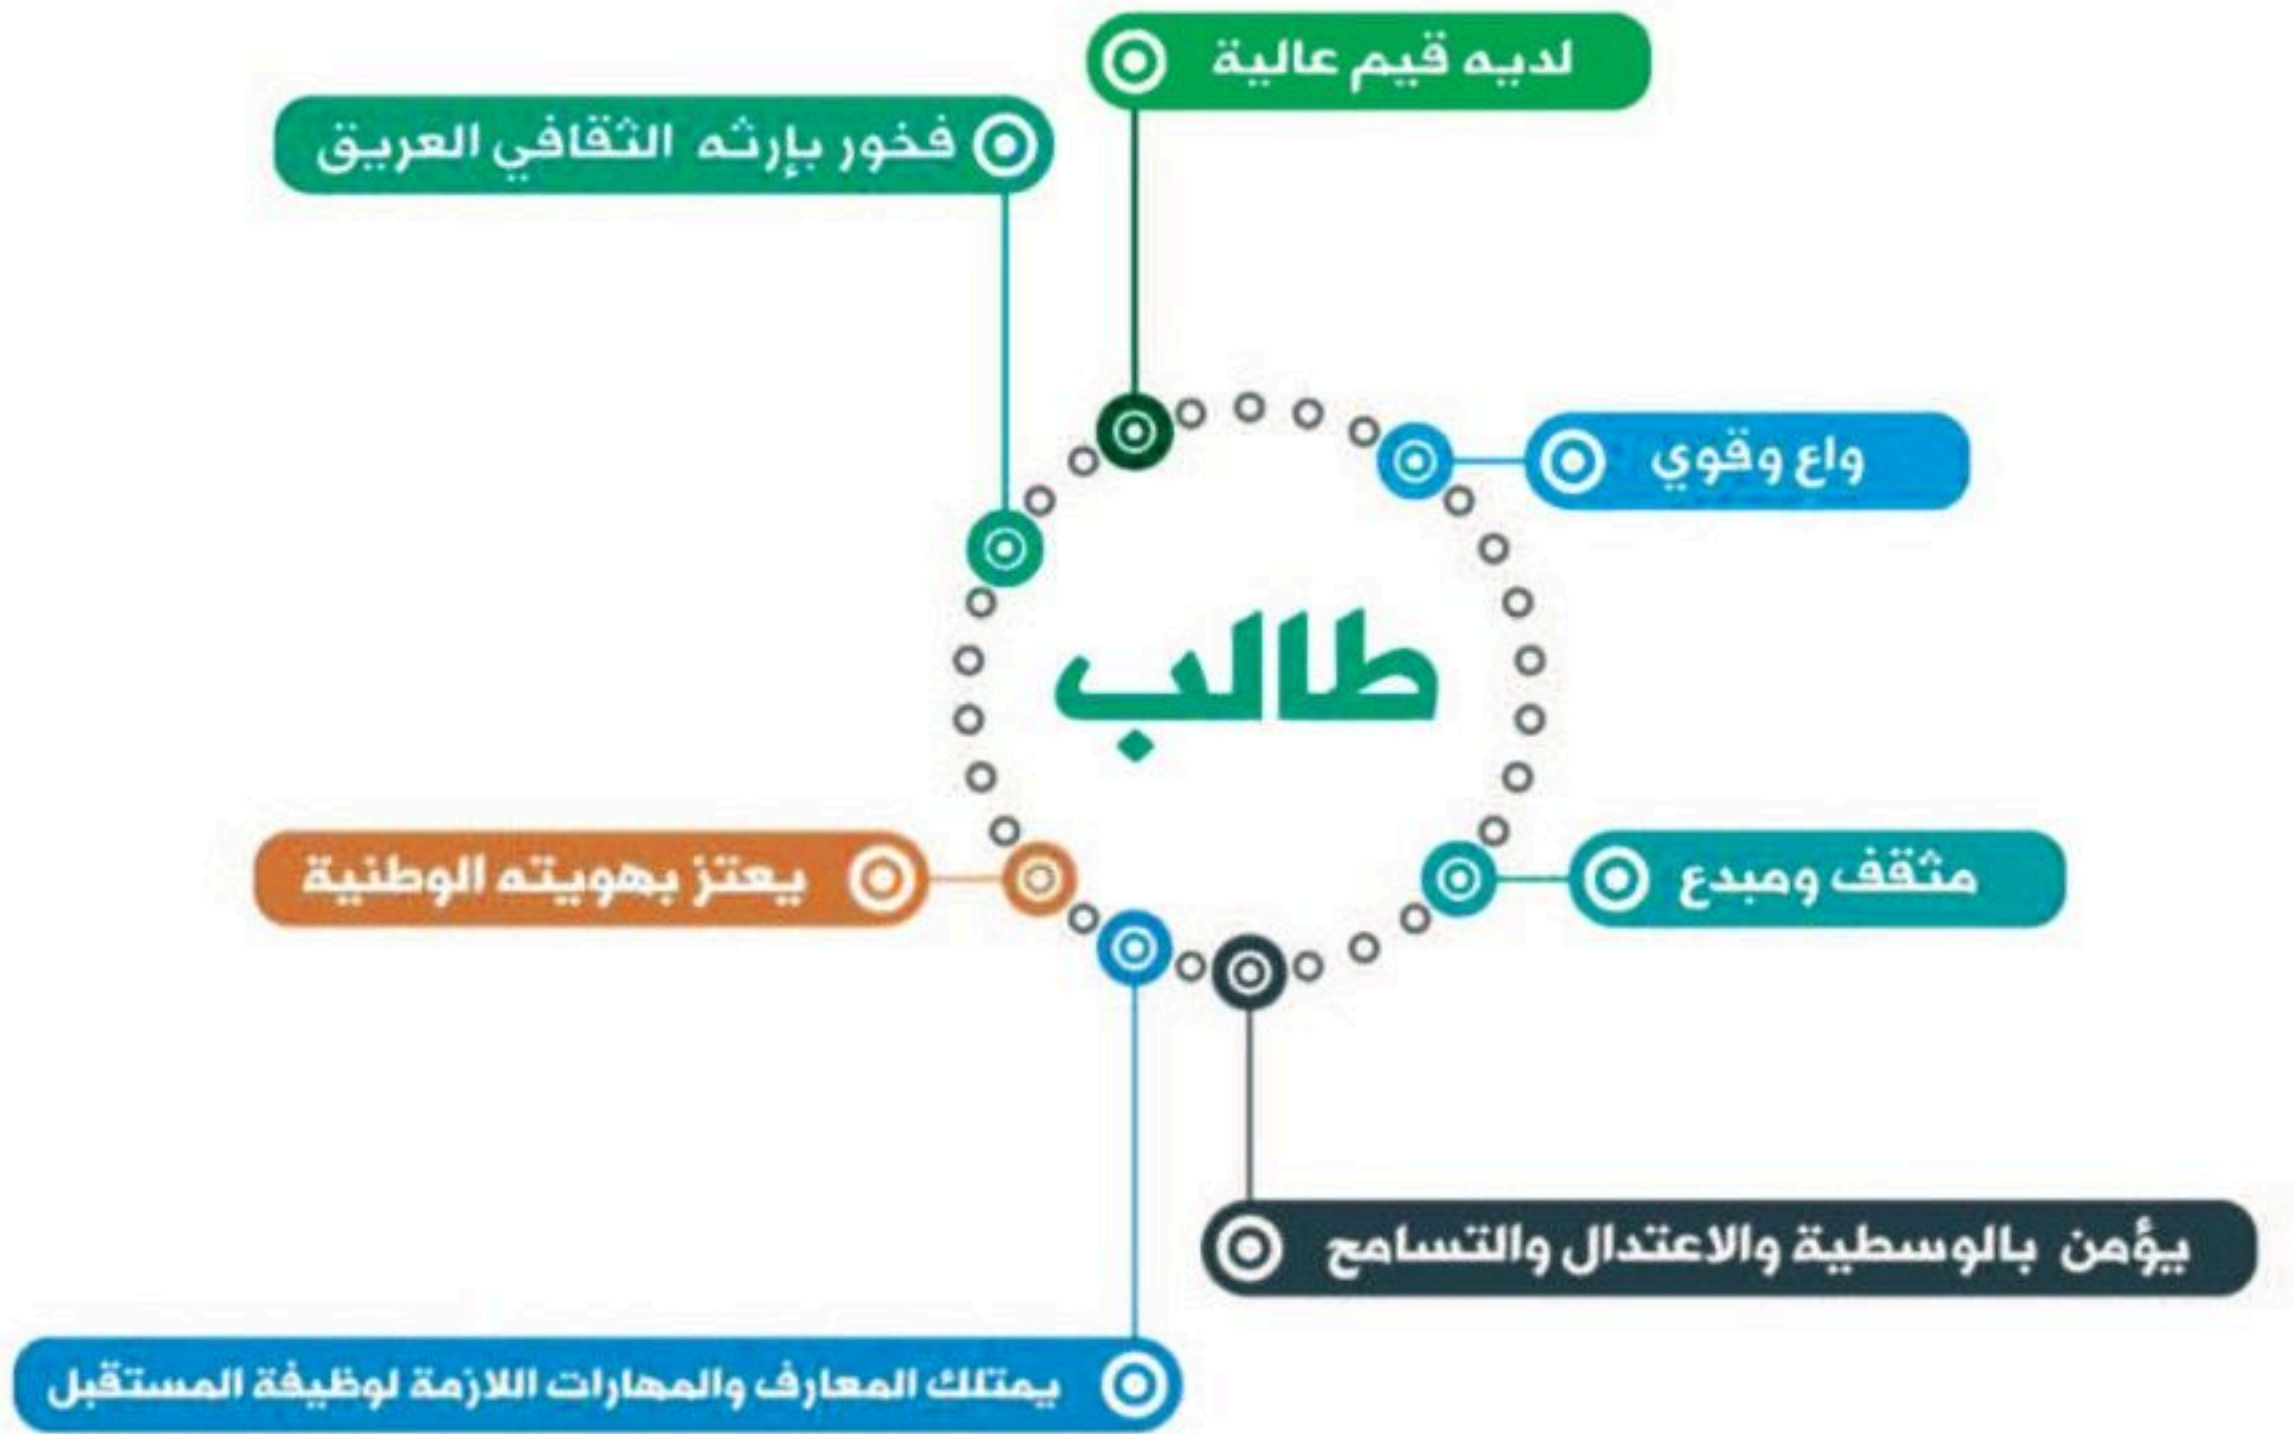 لديه قيم عالية
فخور بإرثه الثقافي العريق
واع وقوي
طالب
يعتز بهويته الوطنية
مثقف ومبدع
يؤمن بالوسطية والاعتدال والتسامح
يمتلك المعارف والمهارات اللازمة لوظيفة المستقبل